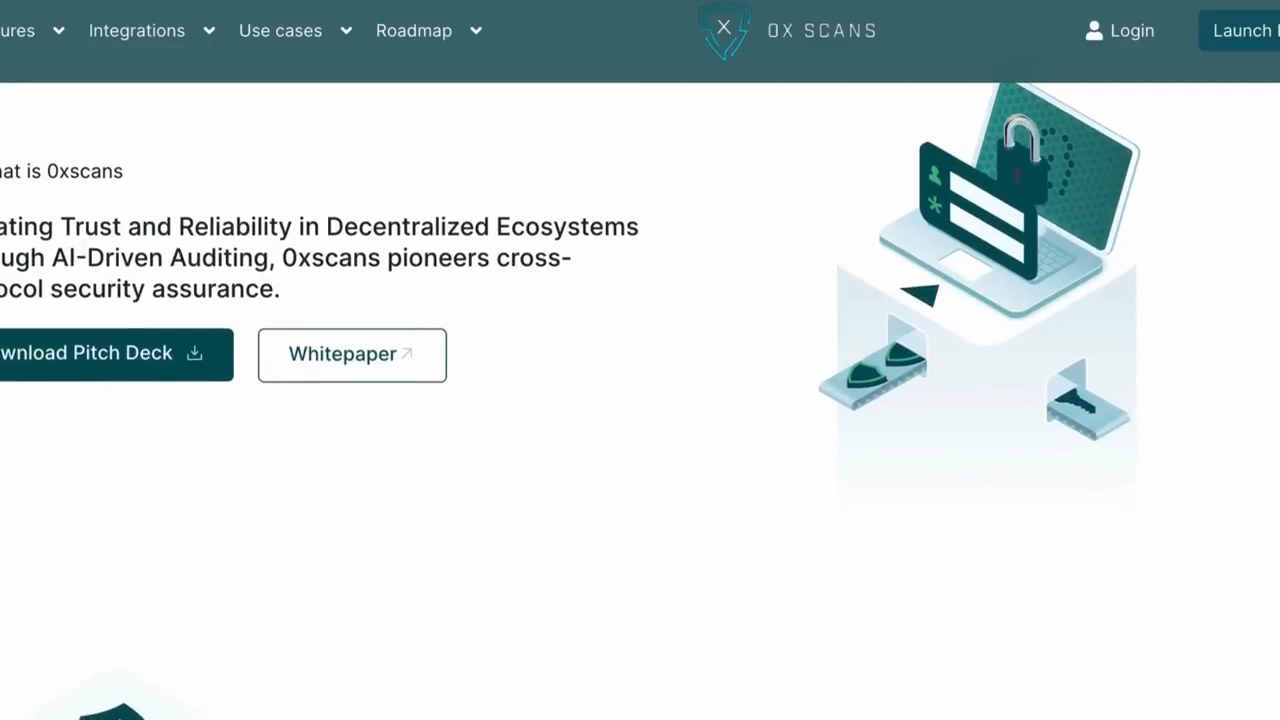 ures Integrations Use cases Roadmap 0X SCANS Login Launch
at is 0xscans
ating Trust and Reliability in Decentralized Ecosystems
ugh AI-Driven Auditing, 0xscans pioneers cross-
ocol security assurance.
wnload Pitch Deck Whitepaper